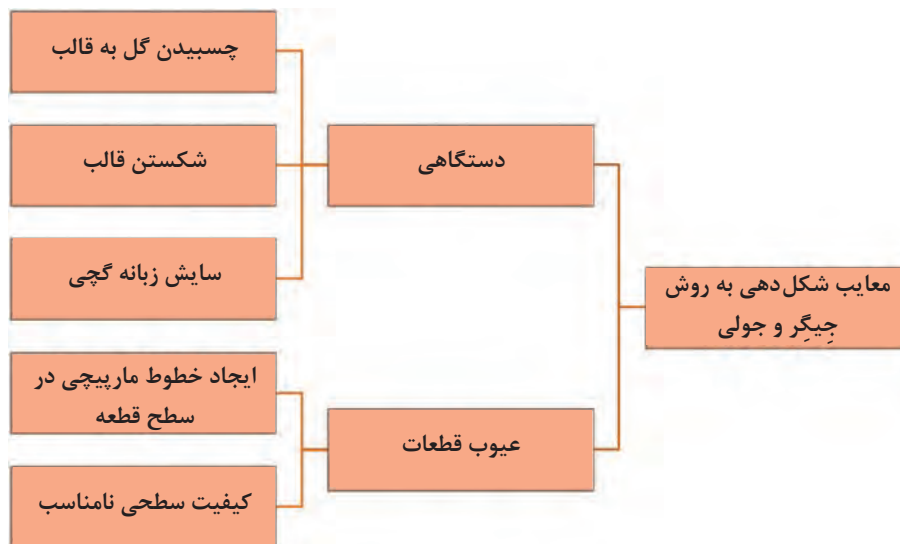 معایب شکل‌دهی به روش
جِیگِر و جولی
دستگاهی
چسبیدن گل به قالب
شکستن قالب
سایش زبانه گچی
عیوب قطعات
ایجاد خطوط مارپیچی در
سطح قطعه
کیفیت سطحی نامناسب